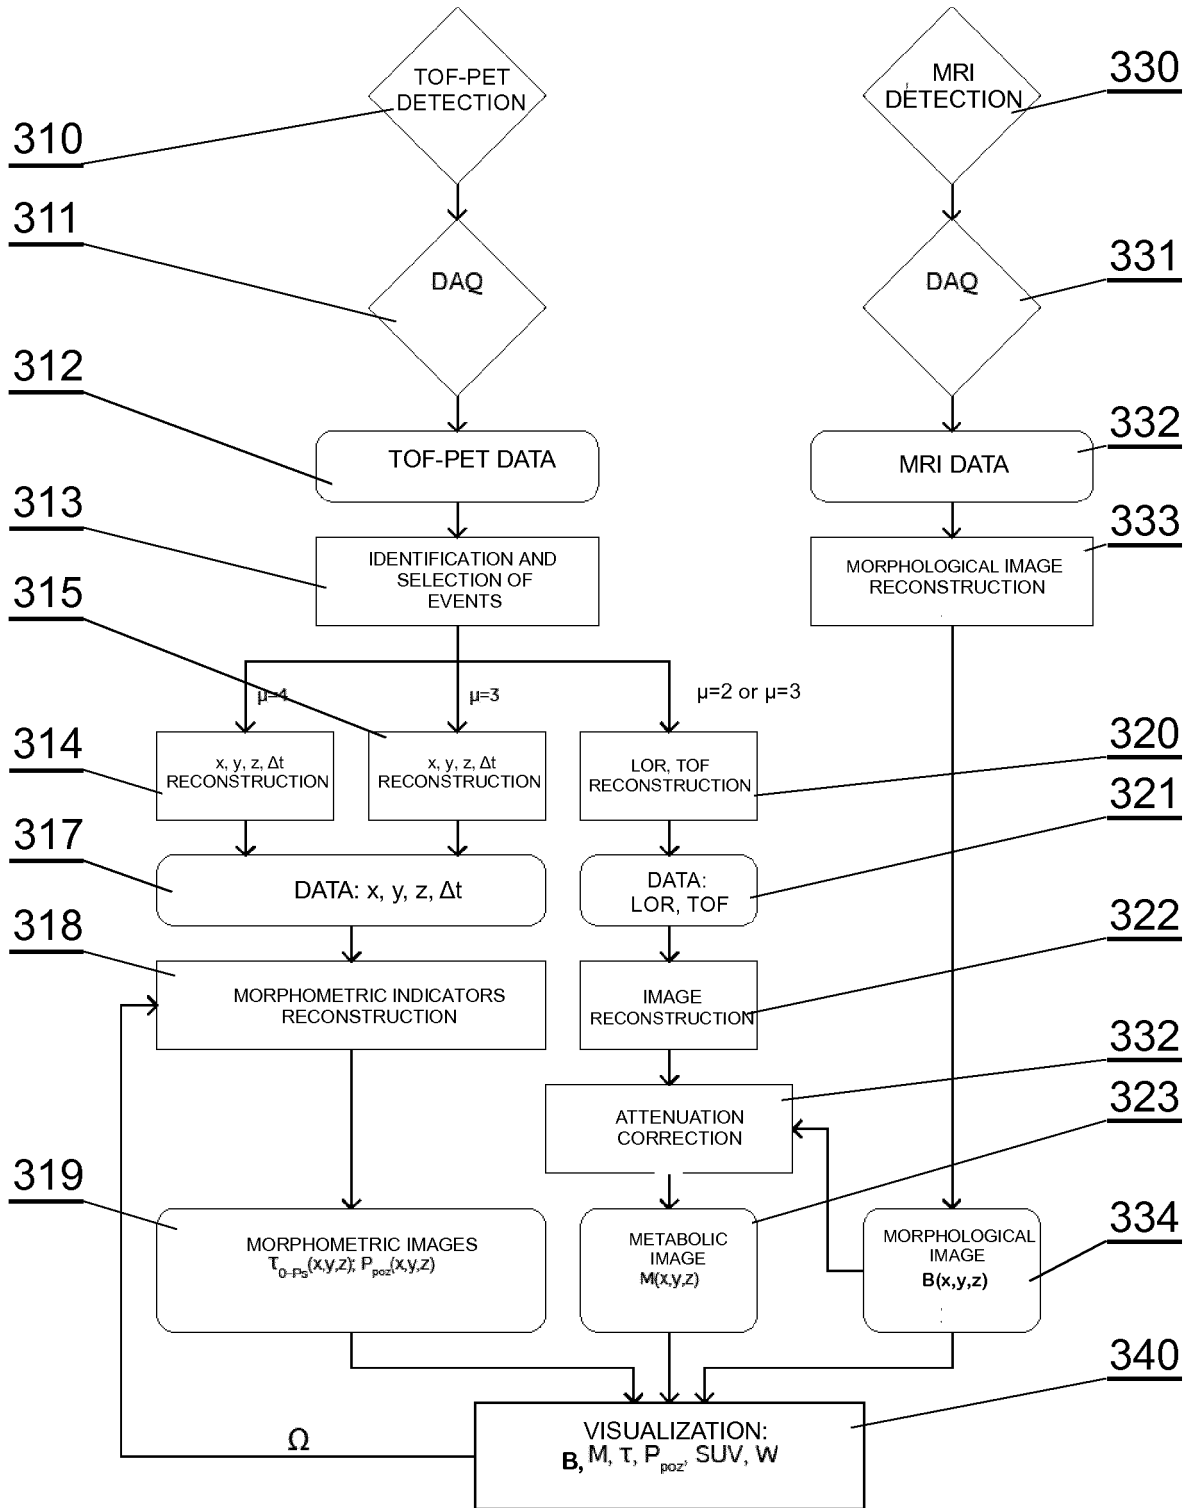 TOF-PET
DETECTION
MRI
DETECTION
330
310
311
DAQ
DAQ
331
312
TOF-PET DATA
MRI DATA
332
313
IDENTIFICATION AND
SELECTION OF
EVENTS
MORPHOLOGICAL IMAGE
RECONSTRUCTION
333
315
μ=4
μ=3
μ=2 or μ=3
314
x, y, z, Δt
RECONSTRUCTION
x, y, z, Δt
RECONSTRUCTION
LOR, TOF
RECONSTRUCTION
320
321
317
DATA: x, y, z, Δt
DATA:
LOR, TOF
318
322
MORPHOMETRIC INDICATORS
RECONSTRUCTION
IMAGE
RECONSTRUCTION
332
ATTENUATION
CORRECTION
323
319
MORPHOMETRIC IMAGES
τ0-Ps(x,y,z); Ppoz(x,y,z)
METABOLIC
IMAGE
M(x,y,z)
MORPHOLOGICAL
IMAGE
B(x,y,z)
334
340
Ω
VISUALIZATION:
B, M, τ, Ppoz, SUV, W